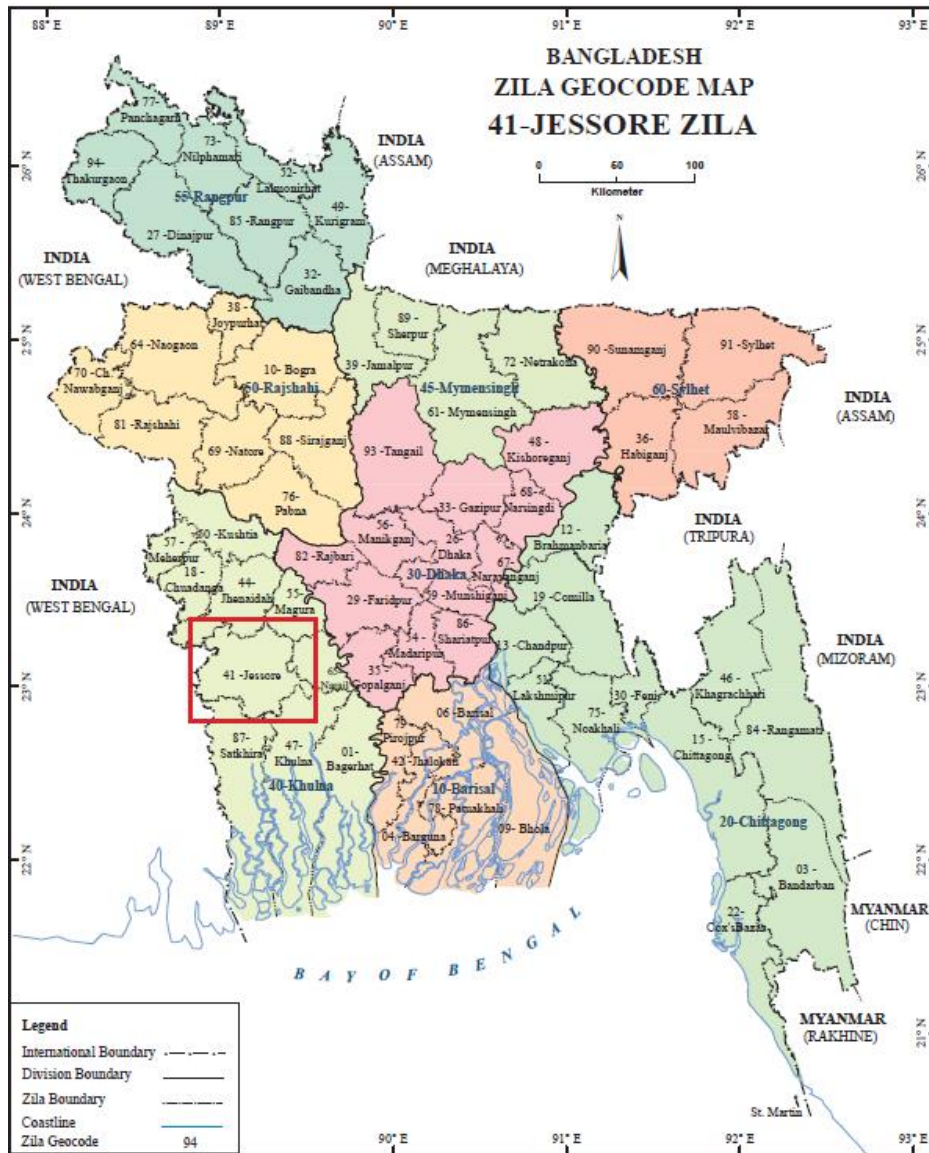 88° E
89° E
90° E
91° E
92° E
93° E
BANGLADESH
ZILA GEOCODE MAP
41-JESSORE ZILA
0 50 100
Kilometer
N
26° N
25° N
24° N
23° N
22° N
26° N
25° N
24° N
23° N
22° N
21° N
INDIA
(ASSAM)
INDIA
(MEGHALAYA)
INDIA
(WEST BENGAL)
INDIA
(ASSAM)
INDIA
(TRIPURA)
INDIA
(WEST BENGAL)
INDIA
(MIZORAM)
MYANMAR
(CHIN)
MYANMAR
(RAKHINE)
77-
Panchagarh
73-
Nilphamari
94-
Thakurgaon
52-
Lalmonirhat
55-Rangpur
49-
Kurigram
27 -Dinajpur
85 -Rangpur
32-
Gaibandha
38 -
Joypurhat
64 -Naogaon
70 -Ch.
Nawabganj
10- Bogra
50-Rajshahi
81 -Rajshahi
69 -Natore
88 -Sirajganj
76-
Pabna
89 -
Sherpur
39 -Jamalpur
72 -Netrakona
45-Mymensingh
61- Mymensingh
90 -Sunamganj
91 -Sylhet
60-Sylhet
58 -
Maulvibazar
36-
Habiganj
93 -Tangail
48 -
Kishoreganj
33- Gazipur
68-
Narsingdi
56-
Manikganj
26-
Dhaka
82 -Rajbari
67-
Narayanganj
30-Dhaka
29 -Faridpur
59 -Munshiganj
86-
Shariatpur
54 -
Madaripur
35 -
Gopalganj
12 -
Brahmanbaria
19 -Comilla
13 -Chandpur
51-
Lakshmipur
30 -Feni
75-
Noakhali
46 -
Khagrachhari
84 -Rangamati
15 -
Chittagong
20-Chittagong
03 -
Bandarban
22-
Cox'sBazar
St. Martin
-Kushtia
57 -
Meherpur
18 -
Chuadanga
44-
Jhenaidah
55-
Magura
41 -Jessore
Narail
87-
Satkhira
47-
Khulna
01-
Bagerhat
40-Khulna
06 -Barisal
79-
Pirojpur
42 -Jhalokati
10-Barisal
78- Patuakhali
04 -Barguna
09- Bhola
BAY OF BENGAL
Legend
International Boundary
Division Boundary
Zila Boundary
Coastline
Zila Geocode 94
90° E
91° E
92° E
93° E